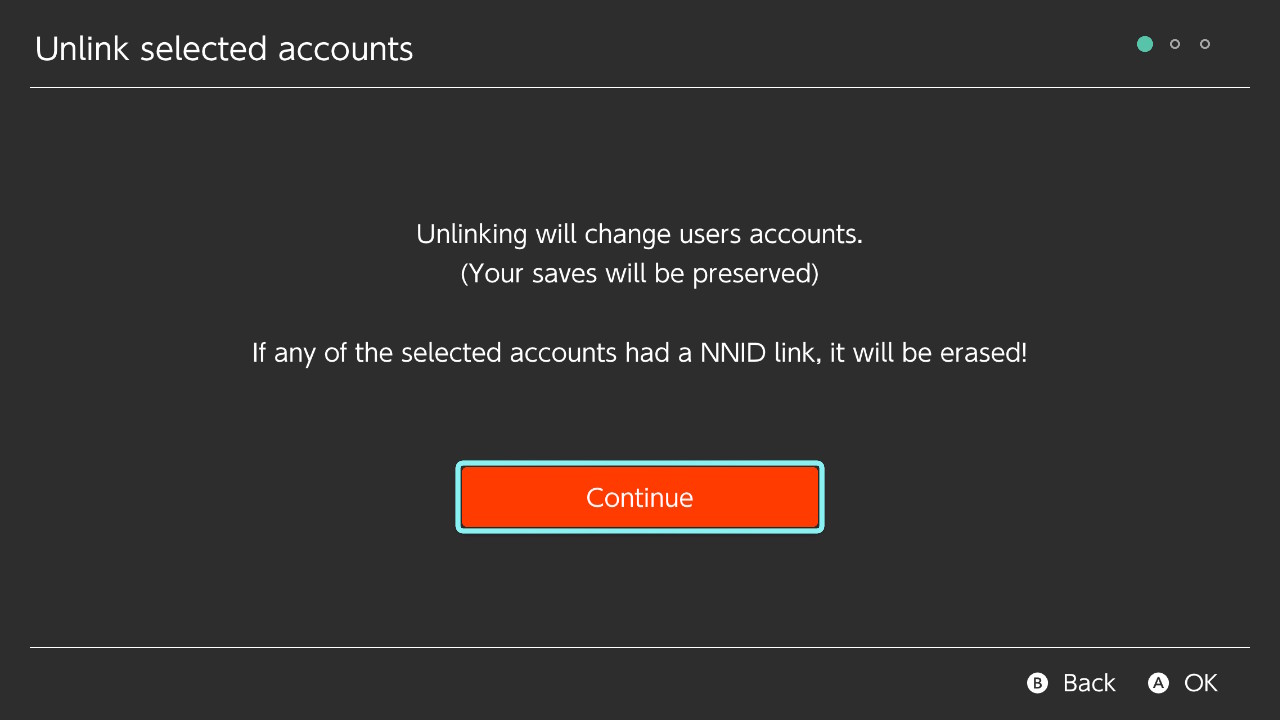 Unlink selected accounts
Unlinking will change users accounts.
(Your saves will be preserved)
If any of the selected accounts had a NNID link, it will be erased!
Continue
B Back A OK